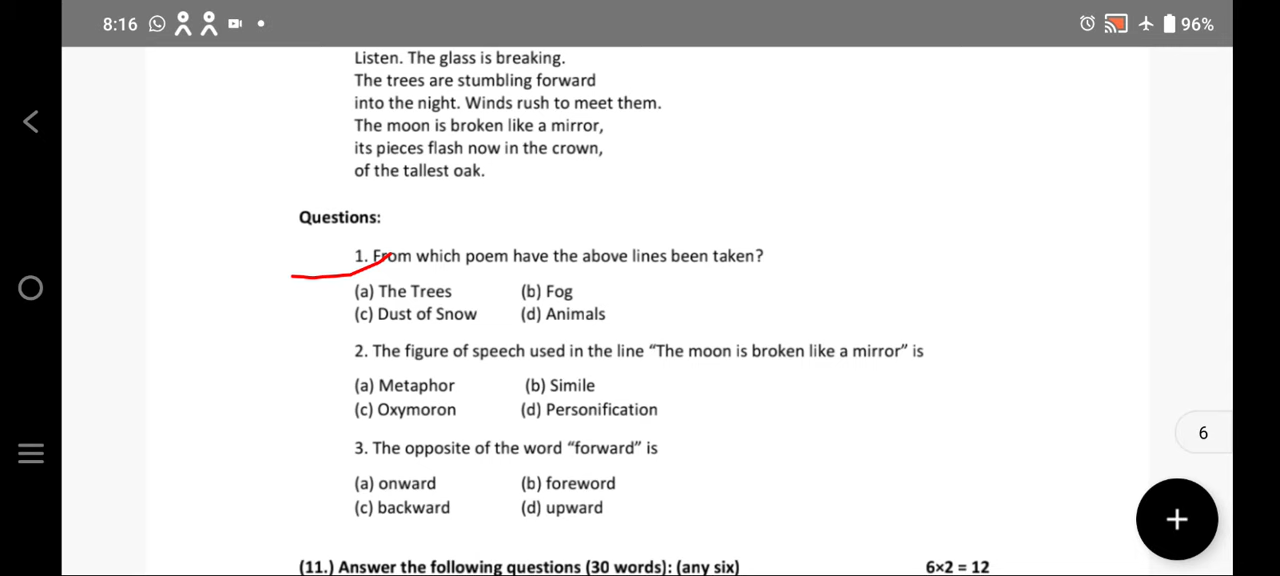 8:16
96%
Listen. The glass is breaking.
The trees are stumbling forward
into the night. Winds rush to meet them.
The moon is broken like a mirror,
its pieces flash now in the crown,
of the tallest oak.
Questions:
1. From which poem have the above lines been taken?
(a) The Trees (b) Fog
(c) Dust of Snow (d) Animals
2. The figure of speech used in the line “The moon is broken like a mirror” is
(a) Metaphor (b) Simile
(c) Oxymoron (d) Personification
3. The opposite of the word “forward” is
6
(a) onward (b) foreword
(c) backward (d) upward
+
(11.) Answer the following questions (30 words): (any six) 6×2 = 12